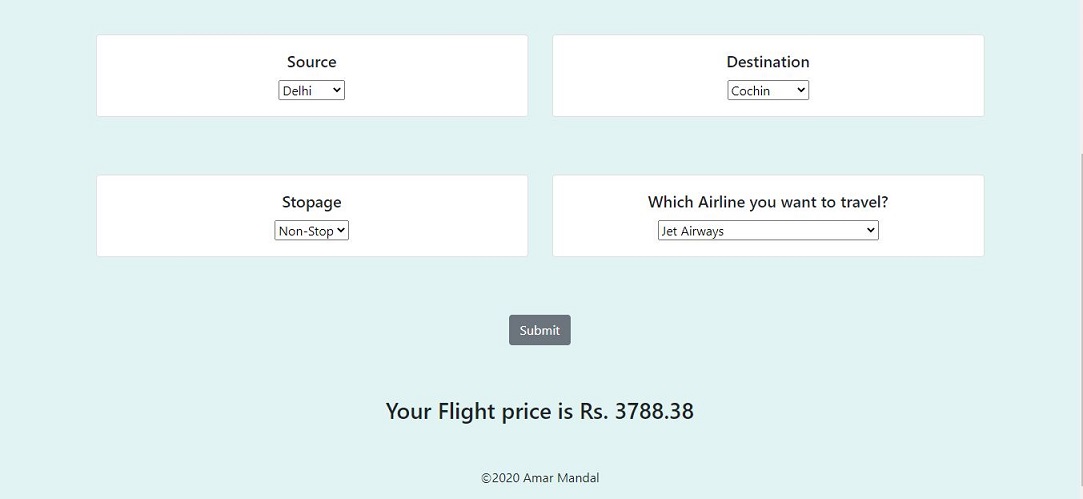 Source
Delhi
Destination
Cochin
Stopage
Non-Stop
Which Airline you want to travel?
Jet Airways
Submit
Your Flight price is Rs. 3788.38
©2020 Amar Mandal